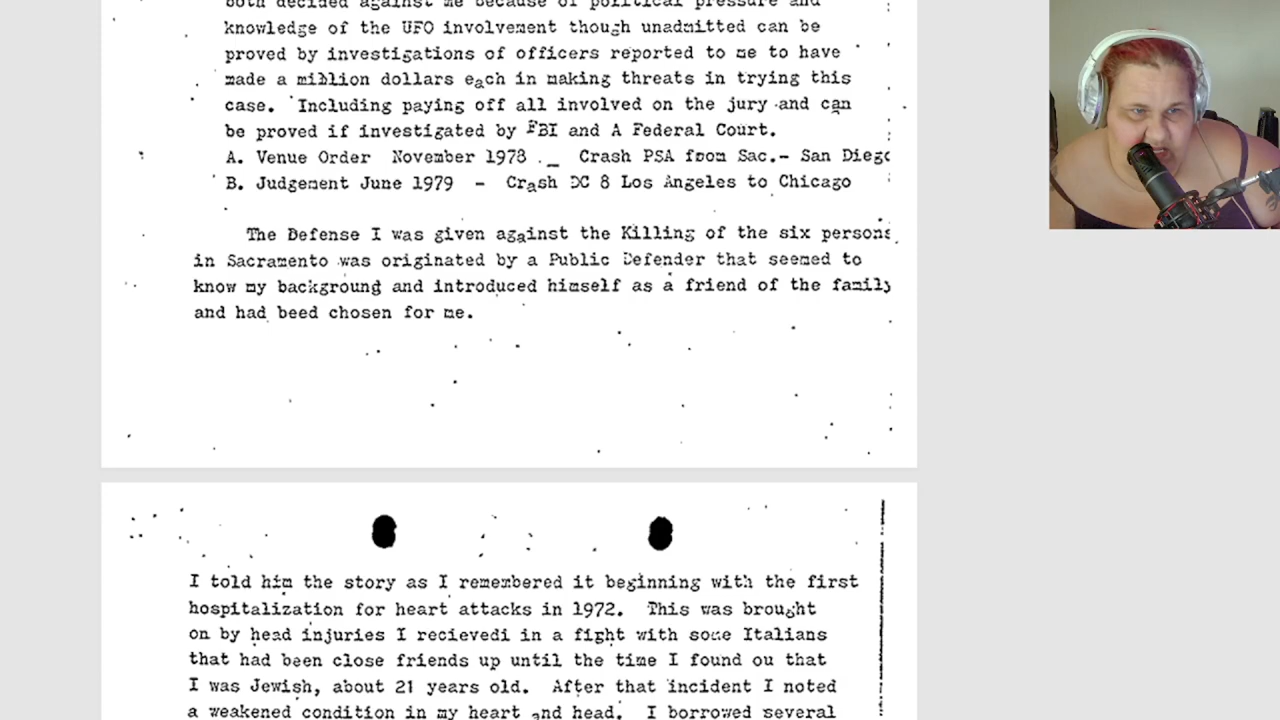 both decided against me because of political pressure and
knowledge of the UFO involvement though unadmitted can be
proved by investigations of officers reported to me to have
made a million dollars each in making threats in trying this
case. Including paying off all involved on the jury and can
be proved if investigated by FBI and A Federal Court.
A. Venue Order November 1978 . _ Crash PSA from Sac.- San Diego
B. Judgement June 1979 - Crash DC 8 Los Angeles to Chicago
The Defense I was given against the Killing of the six persons
in Sacramento was originated by a Public Defender that seemed to
know my backgroung and introduced himself as a friend of the family
and had beed chosen for me.
I told him the story as I remembered it beginning with the first
hospitalization for heart attacks in 1972. This was brought
on by head injuries I recievedi in a fight with some Italians
that had been close friends up until the time I found ou that
I was Jewish, about 21 years old. After that incident I noted
a weakened condition in my heart and head. I borrowed several